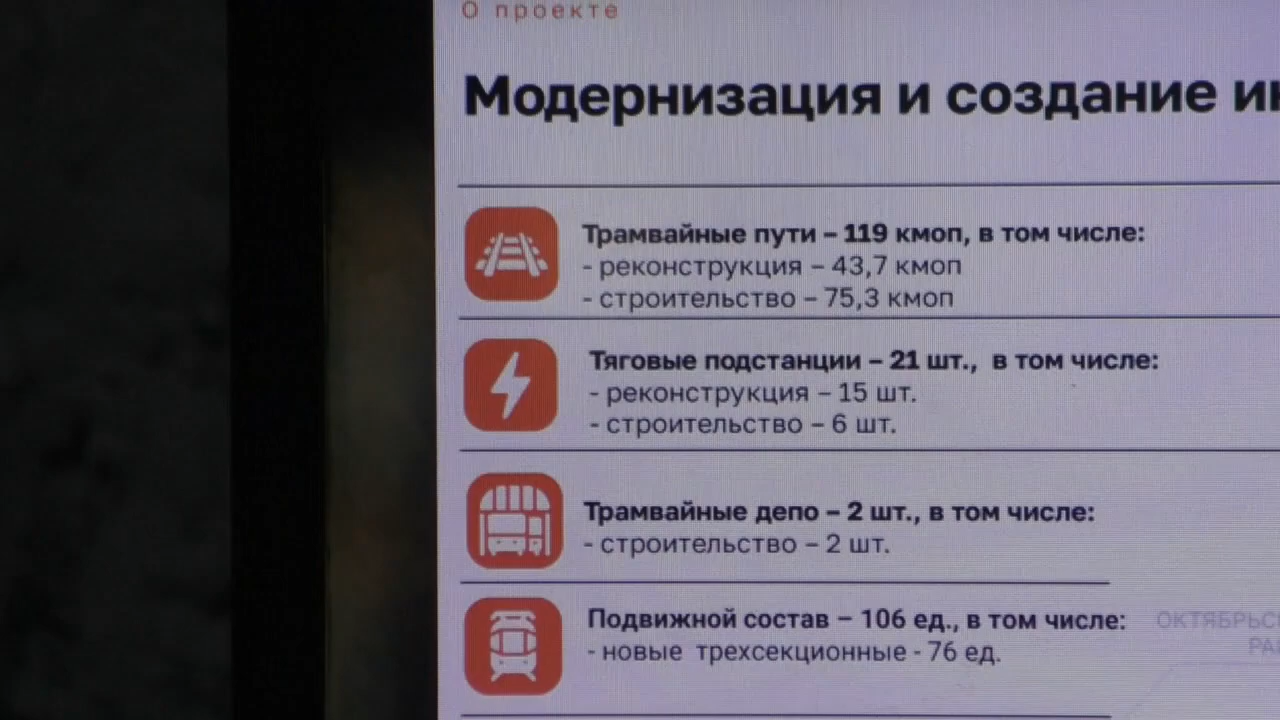 О проекте
Модернизация и создание ин
Трамвайные пути – 119 кмоп, в том числе:
- реконструкция – 43,7 кмоп
- строительство – 75,3 кмоп
Тяговые подстанции – 21 шт., в том числе:
- реконструкция – 15 шт.
- строительство – 6 шт.
Трамвайные депо – 2 шт., в том числе:
- строительство – 2 шт.
Подвижной состав – 106 ед., в том числе:
- новые трехсекционные - 76 ед.